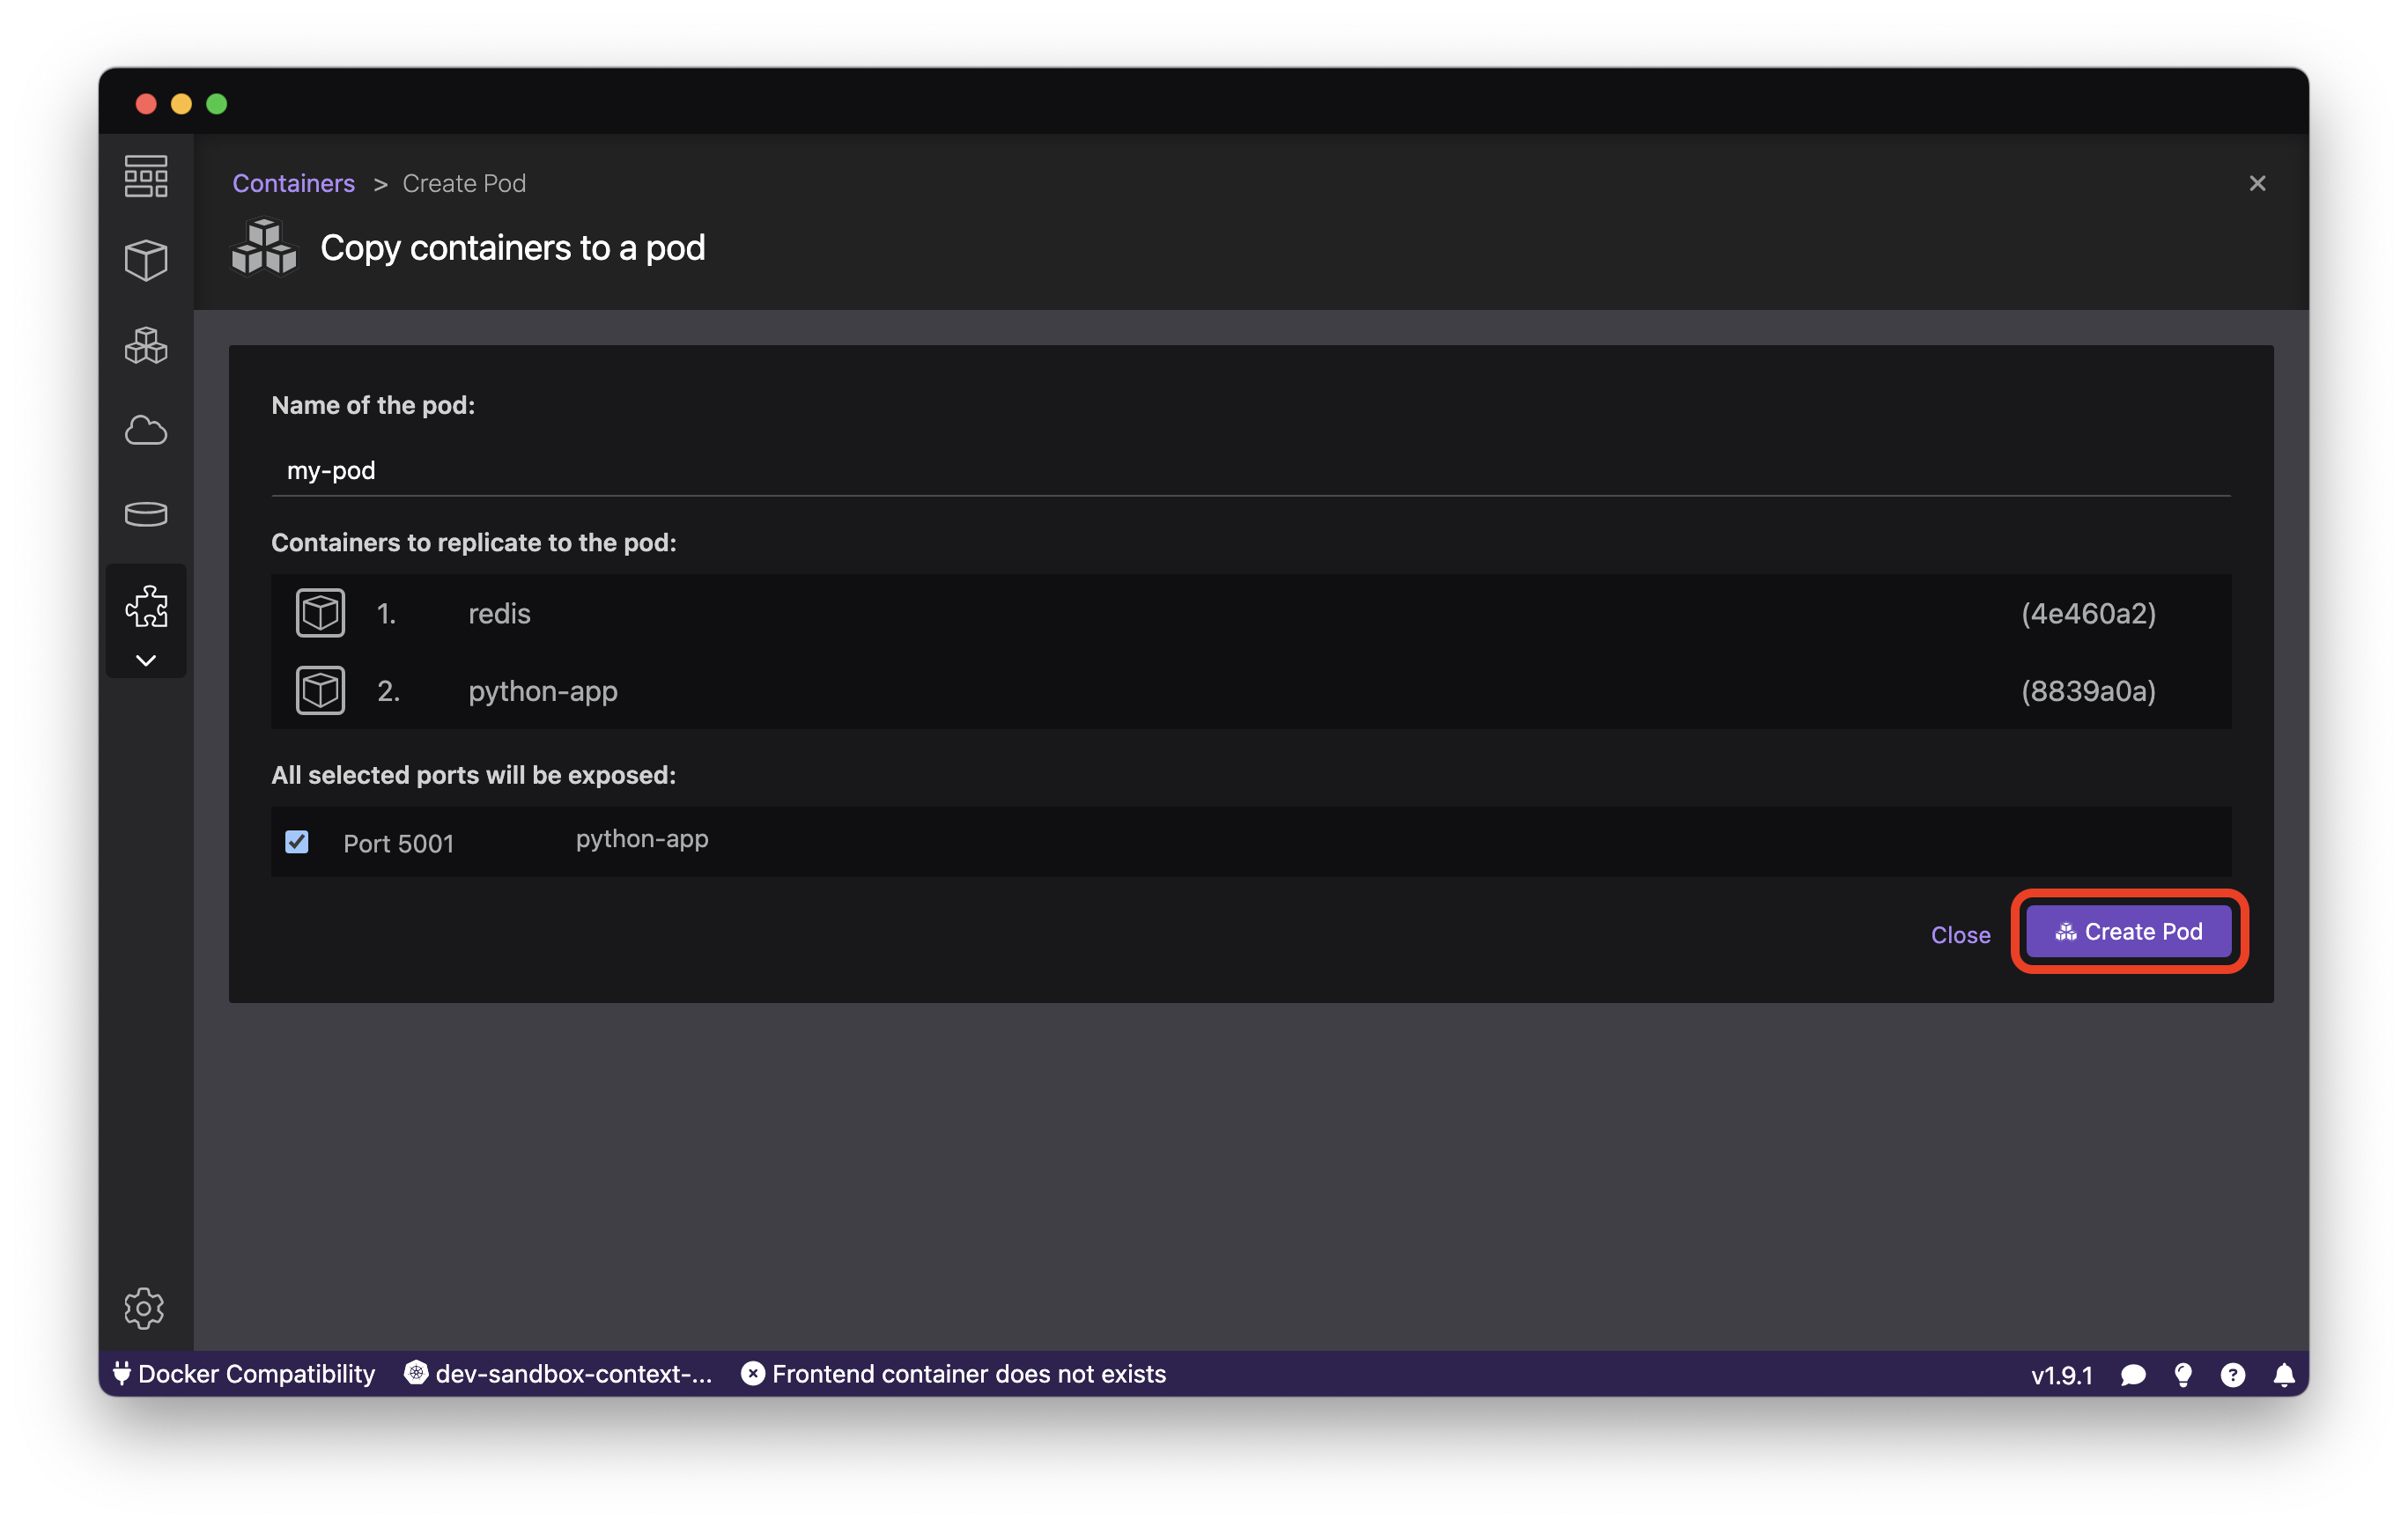 Containers > Create Pod
Copy containers to a pod
Name of the pod:
my-pod
Containers to replicate to the pod:
1. redis (4e460a2)
2. python-app (8839a0a)
All selected ports will be exposed:
Port 5001 python-app
Close Create Pod
Docker Compatibility dev-sandbox-context-... Frontend container does not exists v1.9.1